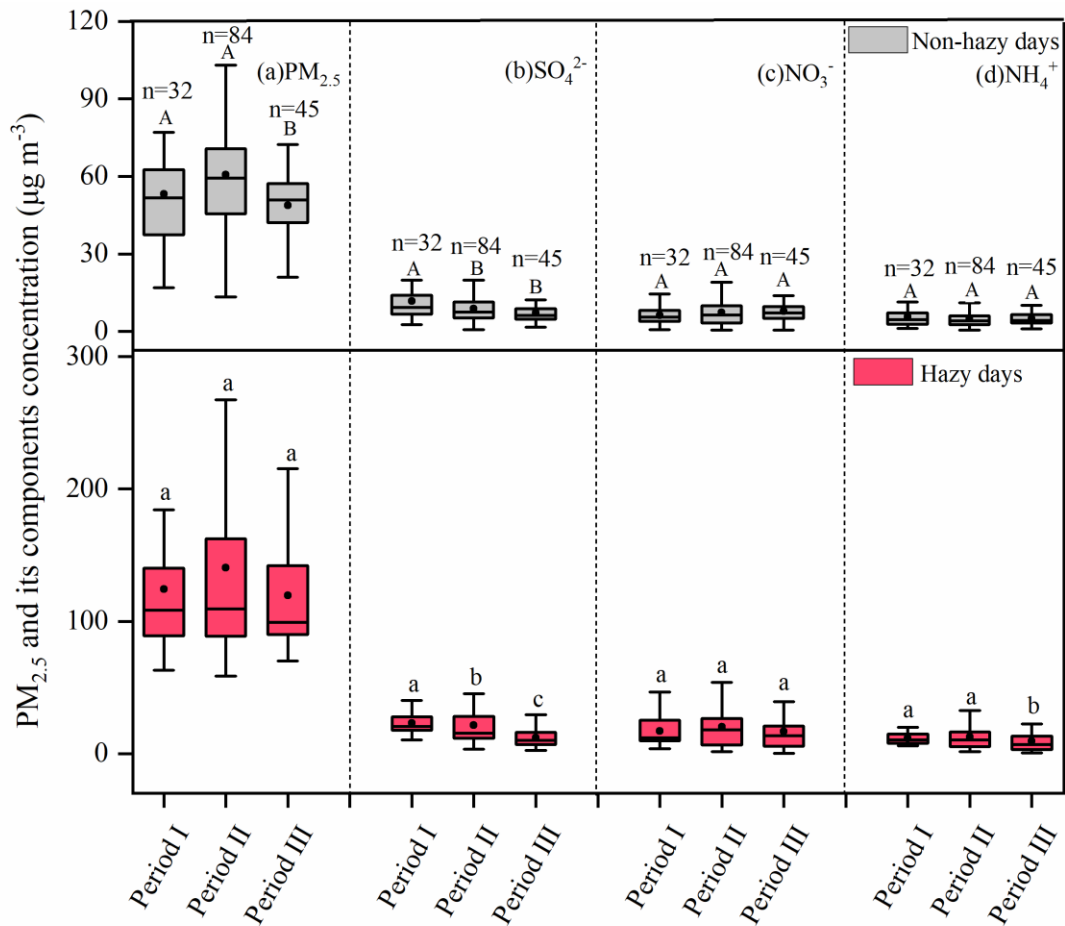 PM2.5 and its components concentration (μg m-3)
120
90
60
30
0
300
200
100
0
Non-hazy days
(a)PM2.5
(b)SO42-
(c)NO3-
(d)NH4+
n=32
A
n=84
A
n=45
B
n=32
A
n=84
B
n=45
B
n=32
A
n=84
A
n=45
A
n=32
A
n=84
A
n=45
A
Hazy days
a
a
a
a
b
c
a
a
a
a
a
b
Period I
Period II
Period III
Period I
Period II
Period III
Period I
Period II
Period III
Period I
Period II
Period III